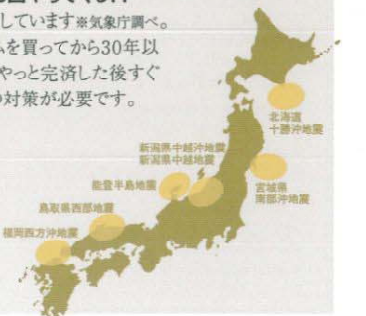 しています※気象庁調べ。
ムを買ってから30年以
やっと完済した後すぐ
対策が必要です。
北海道
十勝沖地震
新潟県中越沖地震
新潟県中越地震
能登半島地震
宮城県
南部沖地震
鳥取県西部地震
福岡西方沖地震